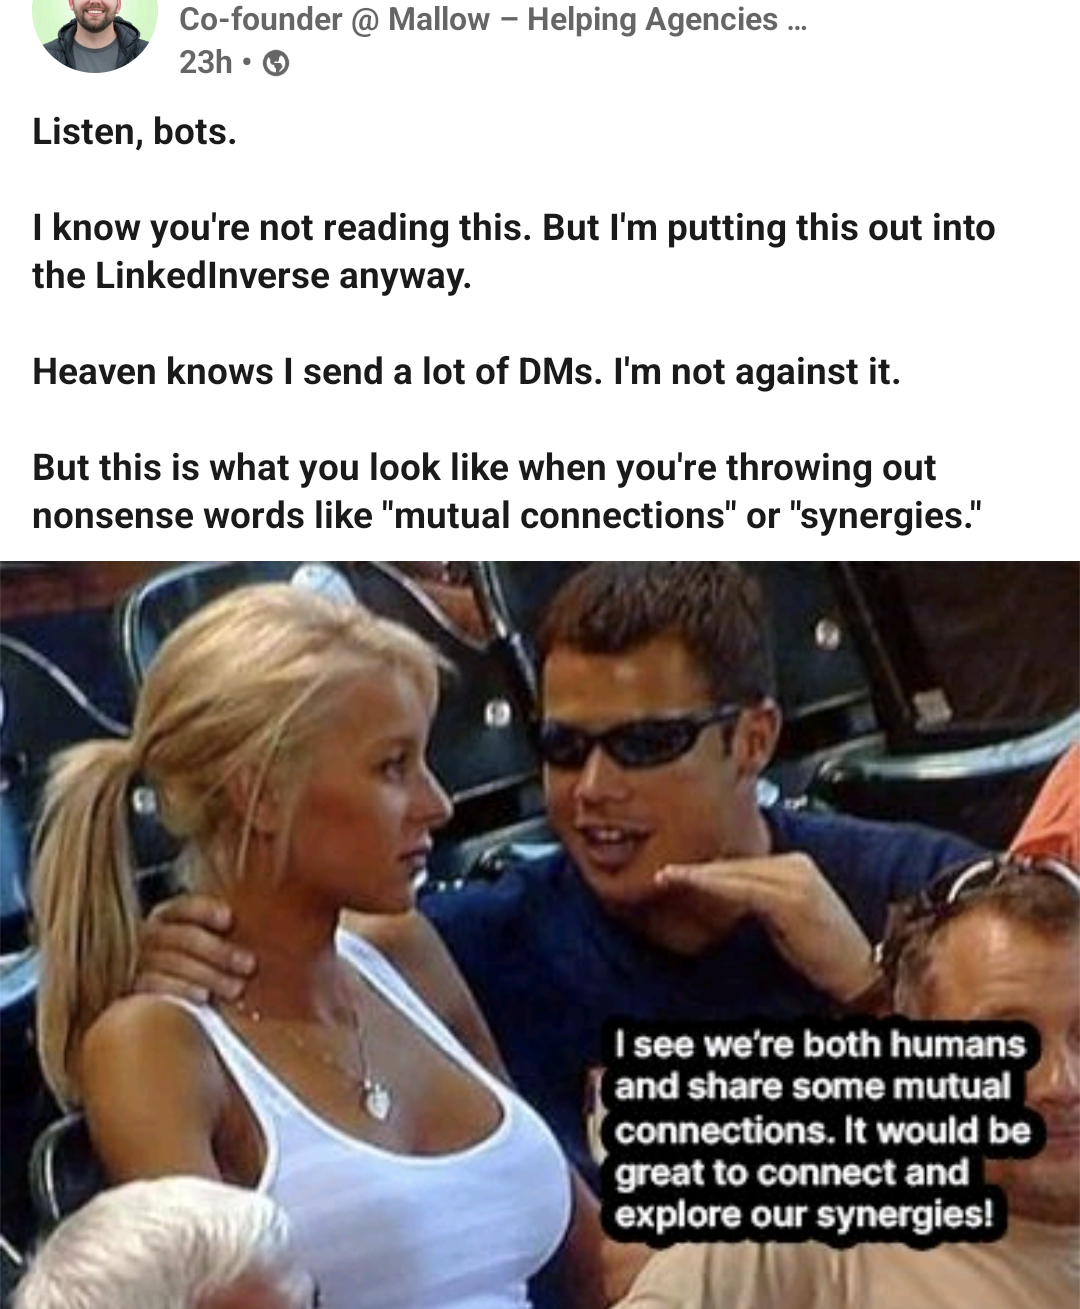 Co-founder @ Mallow – Helping Agencies ...
23h •
Listen, bots.
I know you're not reading this. But I'm putting this out into
the LinkedInverse anyway.
Heaven knows I send a lot of DMs. I'm not against it.
But this is what you look like when you're throwing out
nonsense words like "mutual connections" or "synergies."
I see we're both humans
and share some mutual
connections. It would be
great to connect and
explore our synergies!